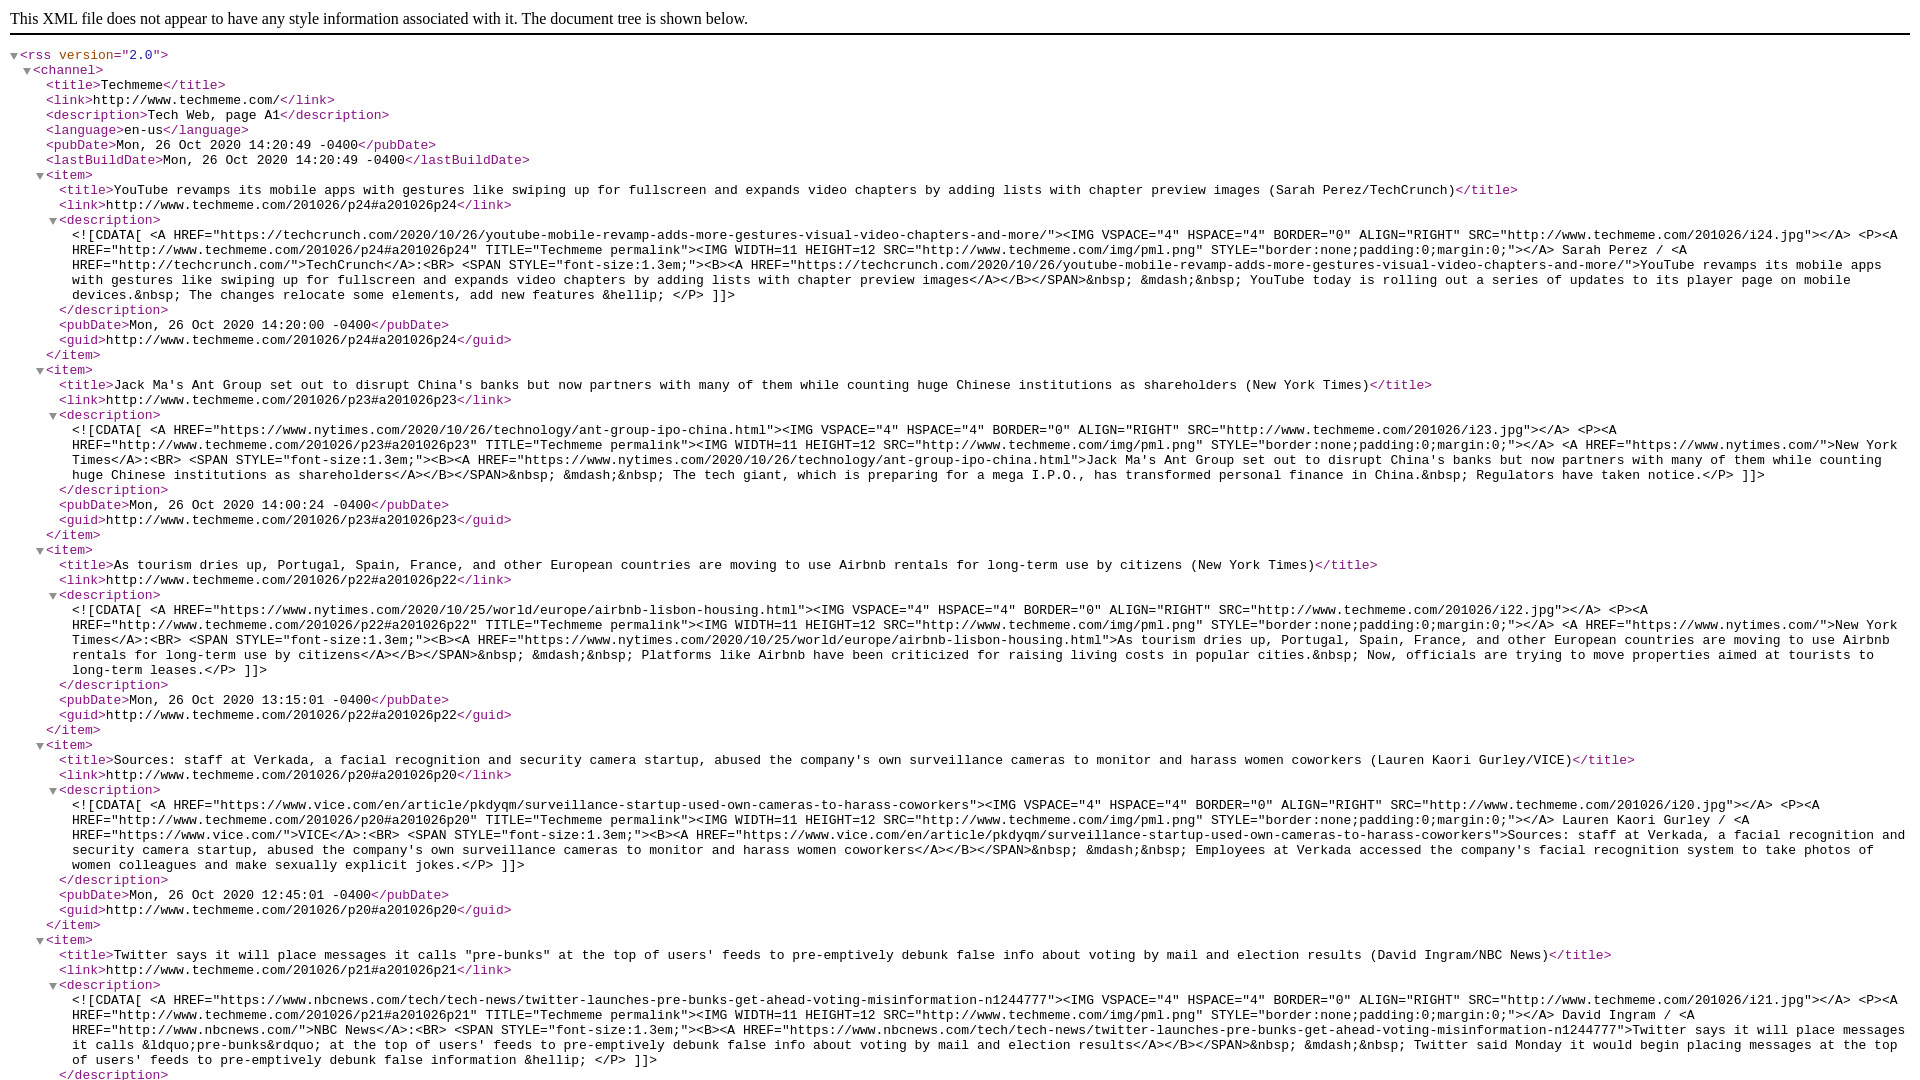 This XML file does not appear to have any style information associated with it. The document tree is shown below.
<rss version="2.0">
<channel>
<title>Techmeme</title>
<link>http://www.techmeme.com/</link>
<description>Tech Web, page A1</description>
<language>en-us</language>
<pubDate>Mon, 26 Oct 2020 14:20:49 -0400</pubDate>
<lastBuildDate>Mon, 26 Oct 2020 14:20:49 -0400</lastBuildDate>
<item>
<title>YouTube revamps its mobile apps with gestures like swiping up for fullscreen and expands video chapters by adding lists with chapter preview images (Sarah Perez/TechCrunch)</title>
<link>http://www.techmeme.com/201026/p24#a201026p24</link>
<description>
<![CDATA[ <A HREF="https://techcrunch.com/2020/10/26/youtube-mobile-revamp-adds-more-gestures-visual-video-chapters-and-more/"><IMG VSPACE="4" HSPACE="4" BORDER="0" ALIGN="RIGHT" SRC="http://www.techmeme.com/201026/i24.jpg"></A> <P><A
HREF="http://www.techmeme.com/201026/p24#a201026p24" TITLE="Techmeme permalink"><IMG WIDTH=11 HEIGHT=12 SRC="http://www.techmeme.com/img/pml.png" STYLE="border:none;padding:0;margin:0;"></A> Sarah Perez / <A
HREF="http://techcrunch.com/">TechCrunch</A>:<BR> <SPAN STYLE="font-size:1.3em;"><B><A HREF="https://techcrunch.com/2020/10/26/youtube-mobile-revamp-adds-more-gestures-visual-video-chapters-and-more/">YouTube revamps its mobile apps
with gestures like swiping up for fullscreen and expands video chapters by adding lists with chapter preview images</A></B></SPAN>&nbsp; &mdash;&nbsp; YouTube today is rolling out a series of updates to its player page on mobile
devices.&nbsp; The changes relocate some elements, add new features &hellip; </P> ]]>
</description>
<pubDate>Mon, 26 Oct 2020 14:20:00 -0400</pubDate>
<guid>http://www.techmeme.com/201026/p24#a201026p24</guid>
</item>
<item>
<title>Jack Ma's Ant Group set out to disrupt China's banks but now partners with many of them while counting huge Chinese institutions as shareholders (New York Times)</title>
<link>http://www.techmeme.com/201026/p23#a201026p23</link>
<description>
<![CDATA[ <A HREF="https://www.nytimes.com/2020/10/26/technology/ant-group-ipo-china.html"><IMG VSPACE="4" HSPACE="4" BORDER="0" ALIGN="RIGHT" SRC="http://www.techmeme.com/201026/i23.jpg"></A> <P><A
HREF="http://www.techmeme.com/201026/p23#a201026p23" TITLE="Techmeme permalink"><IMG WIDTH=11 HEIGHT=12 SRC="http://www.techmeme.com/img/pml.png" STYLE="border:none;padding:0;margin:0;"></A> <A HREF="https://www.nytimes.com/">New York
Times</A>:<BR> <SPAN STYLE="font-size:1.3em;"><B><A HREF="https://www.nytimes.com/2020/10/26/technology/ant-group-ipo-china.html">Jack Ma's Ant Group set out to disrupt China's banks but now partners with many of them while counting
huge Chinese institutions as shareholders</A></B></SPAN>&nbsp; &mdash;&nbsp; The tech giant, which is preparing for a mega I.P.O., has transformed personal finance in China.&nbsp; Regulators have taken notice.</P> ]]>
</description>
<pubDate>Mon, 26 Oct 2020 14:00:24 -0400</pubDate>
<guid>http://www.techmeme.com/201026/p23#a201026p23</guid>
</item>
<item>
<title>As tourism dries up, Portugal, Spain, France, and other European countries are moving to use Airbnb rentals for long-term use by citizens (New York Times)</title>
<link>http://www.techmeme.com/201026/p22#a201026p22</link>
<description>
<![CDATA[ <A HREF="https://www.nytimes.com/2020/10/25/world/europe/airbnb-lisbon-housing.html"><IMG VSPACE="4" HSPACE="4" BORDER="0" ALIGN="RIGHT" SRC="http://www.techmeme.com/201026/i22.jpg"></A> <P><A
HREF="http://www.techmeme.com/201026/p22#a201026p22" TITLE="Techmeme permalink"><IMG WIDTH=11 HEIGHT=12 SRC="http://www.techmeme.com/img/pml.png" STYLE="border:none;padding:0;margin:0;"></A> <A HREF="https://www.nytimes.com/">New York
Times</A>:<BR> <SPAN STYLE="font-size:1.3em;"><B><A HREF="https://www.nytimes.com/2020/10/25/world/europe/airbnb-lisbon-housing.html">As tourism dries up, Portugal, Spain, France, and other European countries are moving to use Airbnb
rentals for long-term use by citizens</A></B></SPAN>&nbsp; &mdash;&nbsp; Platforms like Airbnb have been criticized for raising living costs in popular cities.&nbsp; Now, officials are trying to move properties aimed at tourists to
long-term leases.</P> ]]>
</description>
<pubDate>Mon, 26 Oct 2020 13:15:01 -0400</pubDate>
<guid>http://www.techmeme.com/201026/p22#a201026p22</guid>
</item>
<item>
<title>Sources: staff at Verkada, a facial recognition and security camera startup, abused the company's own surveillance cameras to monitor and harass women coworkers (Lauren Kaori Gurley/VICE)</title>
<link>http://www.techmeme.com/201026/p20#a201026p20</link>
<description>
<![CDATA[ <A HREF="https://www.vice.com/en/article/pkdyqm/surveillance-startup-used-own-cameras-to-harass-coworkers"><IMG VSPACE="4" HSPACE="4" BORDER="0" ALIGN="RIGHT" SRC="http://www.techmeme.com/201026/i20.jpg"></A> <P><A
HREF="http://www.techmeme.com/201026/p20#a201026p20" TITLE="Techmeme permalink"><IMG WIDTH=11 HEIGHT=12 SRC="http://www.techmeme.com/img/pml.png" STYLE="border:none;padding:0;margin:0;"></A> Lauren Kaori Gurley / <A
HREF="https://www.vice.com/">VICE</A>:<BR> <SPAN STYLE="font-size:1.3em;"><B><A HREF="https://www.vice.com/en/article/pkdyqm/surveillance-startup-used-own-cameras-to-harass-coworkers">Sources: staff at Verkada, a facial recognition and
security camera startup, abused the company's own surveillance cameras to monitor and harass women coworkers</A></B></SPAN>&nbsp; &mdash;&nbsp; Employees at Verkada accessed the company's facial recognition system to take photos of
women colleagues and make sexually explicit jokes.</P> ]]>
</description>
<pubDate>Mon, 26 Oct 2020 12:45:01 -0400</pubDate>
<guid>http://www.techmeme.com/201026/p20#a201026p20</guid>
</item>
<item>
<title>Twitter says it will place messages it calls "pre-bunks" at the top of users' feeds to pre-emptively debunk false info about voting by mail and election results (David Ingram/NBC News)</title>
<link>http://www.techmeme.com/201026/p21#a201026p21</link>
<description>
<![CDATA[ <A HREF="https://www.nbcnews.com/tech/tech-news/twitter-launches-pre-bunks-get-ahead-voting-misinformation-n1244777"><IMG VSPACE="4" HSPACE="4" BORDER="0" ALIGN="RIGHT" SRC="http://www.techmeme.com/201026/i21.jpg"></A> <P><A
HREF="http://www.techmeme.com/201026/p21#a201026p21" TITLE="Techmeme permalink"><IMG WIDTH=11 HEIGHT=12 SRC="http://www.techmeme.com/img/pml.png" STYLE="border:none;padding:0;margin:0;"></A> David Ingram / <A
HREF="http://www.nbcnews.com/">NBC News</A>:<BR> <SPAN STYLE="font-size:1.3em;"><B><A HREF="https://www.nbcnews.com/tech/tech-news/twitter-launches-pre-bunks-get-ahead-voting-misinformation-n1244777">Twitter says it will place messages
it calls &ldquo;pre-bunks&rdquo; at the top of users' feeds to pre-emptively debunk false info about voting by mail and election results</A></B></SPAN>&nbsp; &mdash;&nbsp; Twitter said Monday it would begin placing messages at the top
of users' feeds to pre-emptively debunk false information &hellip; </P> ]]>
</description>